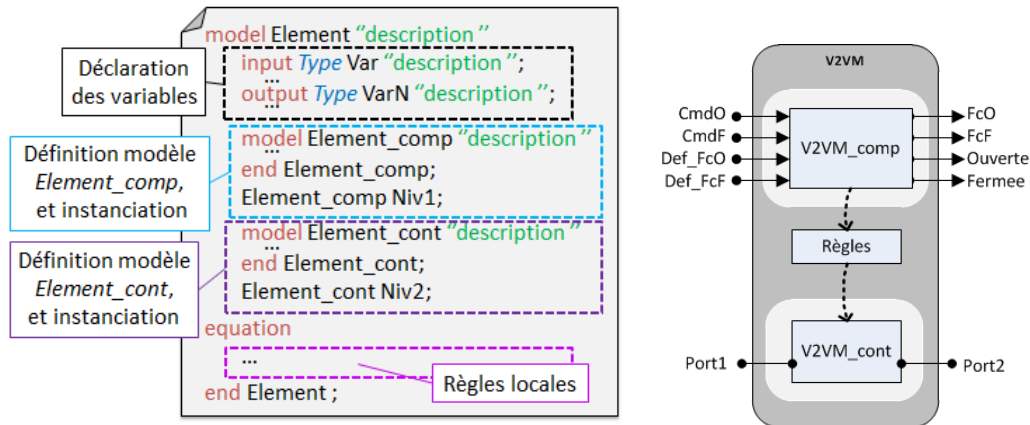 model Element “description”
input Type Var “description”;
...
output Type VarN “description”;
...
model Element_comp “description”
...
end Element_comp;
Element_comp Niv1;
model Element_cont “description”
...
end Element_cont;
Element_cont Niv2;
equation
...
end Element ;
Déclaration
des variables
Définition modèle
Element_comp,
et instanciation
Définition modèle
Element_cont,
et instanciation
Règles locales
V2VM
CmdO
CmdF
Def_FcO
Def_FcF
V2VM_comp
FcO
FcF
Ouverte
Fermee
Règles
Port1
V2VM_cont
Port2